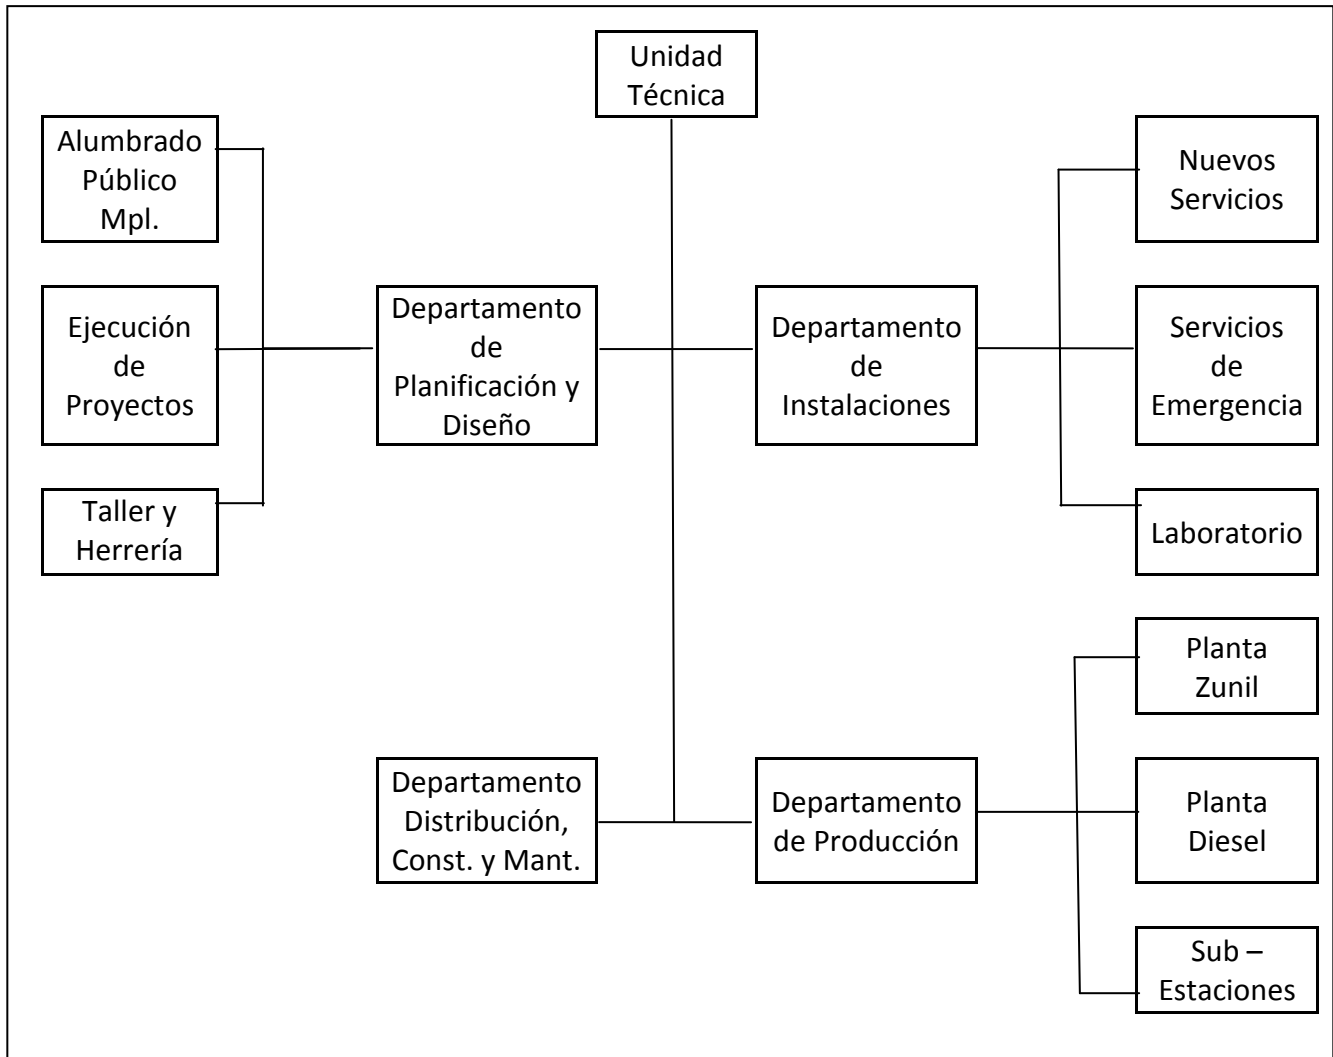 Unidad
Técnica
Alumbrado
Público
Mpl.
Nuevos
Servicios
Ejecución
de
Proyectos
Departamento
de
Planificación y
Diseño
Departamento
de
Instalaciones
Servicios
de
Emergencia
Taller y
Herrería
Laboratorio
Planta
Zunil
Departamento
Distribución,
Const. y Mant.
Departamento
de Producción
Planta
Diesel
Sub –
Estaciones